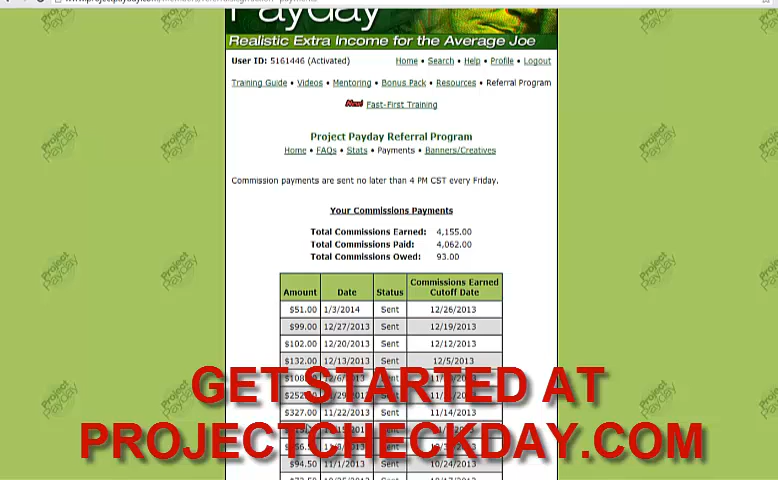 Payday
Realistic Extra Income for the Average Joe
User ID: 5161446 (Activated)
Home • Search • Help • Profile • Logout
Training Guide • Videos • Mentoring • Bonus Pack • Resources • Referral Program
New! Fast-First Training
Project Payday Referral Program
Home • FAQs • Stats • Payments • Banners/Creatives
Commission payments are sent no later than 4 PM CST every Friday.
Your Commissions Payments
Total Commissions Earned: 4,155.00
Total Commissions Paid: 4,062.00
Total Commissions Owed: 93.00
Amount Date Status Commissions Earned Cutoff Date
$51.00 1/3/2014 Sent 12/26/2013
$99.00 12/27/2013 Sent 12/19/2013
$102.00 12/20/2013 Sent 12/12/2013
$132.00 12/13/2013 Sent 12/5/2013
GET STARTED AT
$327.00 11/22/2013 Sent 11/14/2013
PROJECTCHECKDAY.COM
$94.50 11/1/2013 Sent 10/24/2013
Project Payday